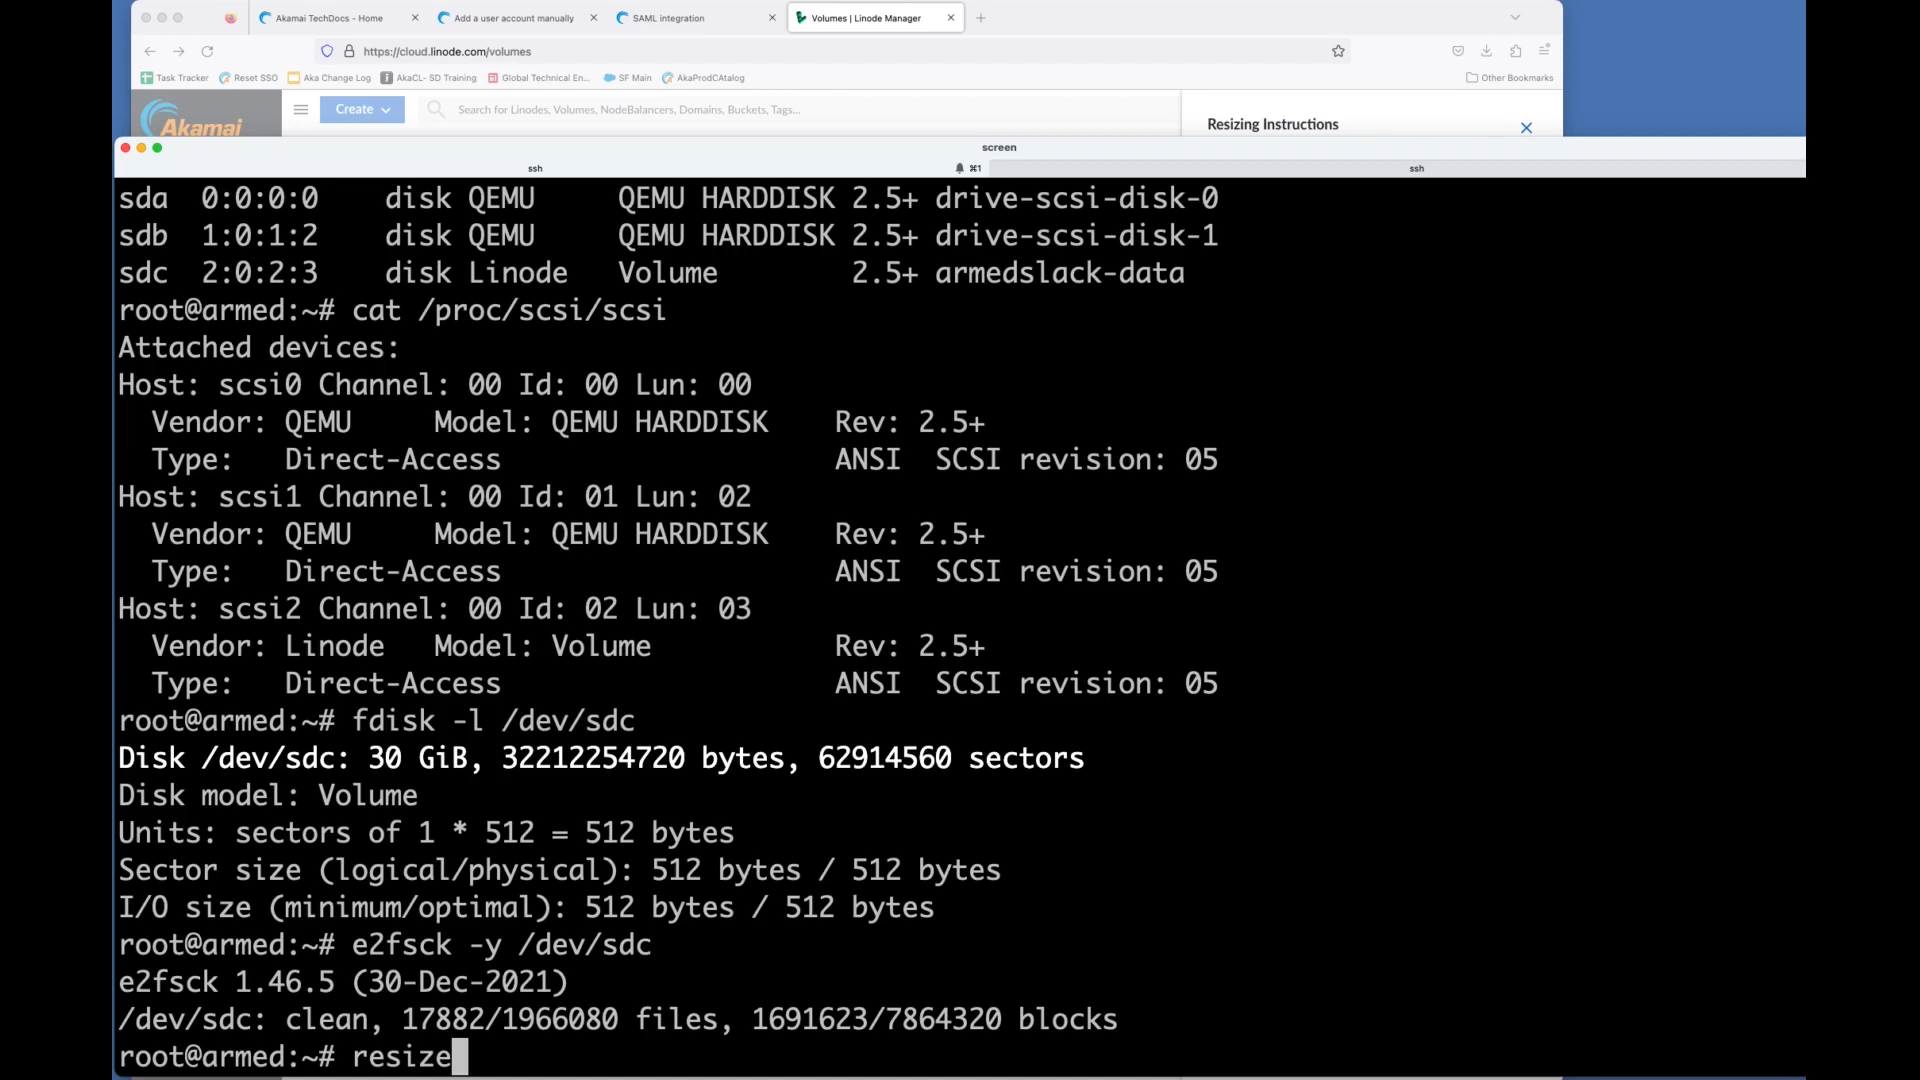 Akamai TechDocs - Home
Add a user account manually
SAML integration
Volumes | Linode Manager
https://cloud.linode.com/volumes
Task Tracker
Reset SSO
Aka Change Log
AkaCL- SD Training
Global Technical En...
SF Main
AkaProdCAtalog
Other Bookmarks
Akamai
Create
Search for Linodes, Volumes, NodeBalancers, Domains, Buckets, Tags...
Resizing Instructions
screen
ssh
⌘1
ssh
sda  0:0:0:0    disk QEMU     QEMU HARDDISK 2.5+ drive-scsi-disk-0
sdb  1:0:1:2    disk QEMU     QEMU HARDDISK 2.5+ drive-scsi-disk-1
sdc  2:0:2:3    disk Linode   Volume        2.5+ armedslack-data
root@armed:~# cat /proc/scsi/scsi
Attached devices:
Host: scsi0 Channel: 00 Id: 00 Lun: 00
  Vendor: QEMU     Model: QEMU HARDDISK    Rev: 2.5+
  Type:   Direct-Access                    ANSI  SCSI revision: 05
Host: scsi1 Channel: 00 Id: 01 Lun: 02
  Vendor: QEMU     Model: QEMU HARDDISK    Rev: 2.5+
  Type:   Direct-Access                    ANSI  SCSI revision: 05
Host: scsi2 Channel: 00 Id: 02 Lun: 03
  Vendor: Linode   Model: Volume           Rev: 2.5+
  Type:   Direct-Access                    ANSI  SCSI revision: 05
root@armed:~# fdisk -l /dev/sdc
Disk /dev/sdc: 30 GiB, 32212254720 bytes, 62914560 sectors
Disk model: Volume
Units: sectors of 1 * 512 = 512 bytes
Sector size (logical/physical): 512 bytes / 512 bytes
I/O size (minimum/optimal): 512 bytes / 512 bytes
root@armed:~# e2fsck -y /dev/sdc
e2fsck 1.46.5 (30-Dec-2021)
/dev/sdc: clean, 17882/1966080 files, 1691623/7864320 blocks
root@armed:~# resize